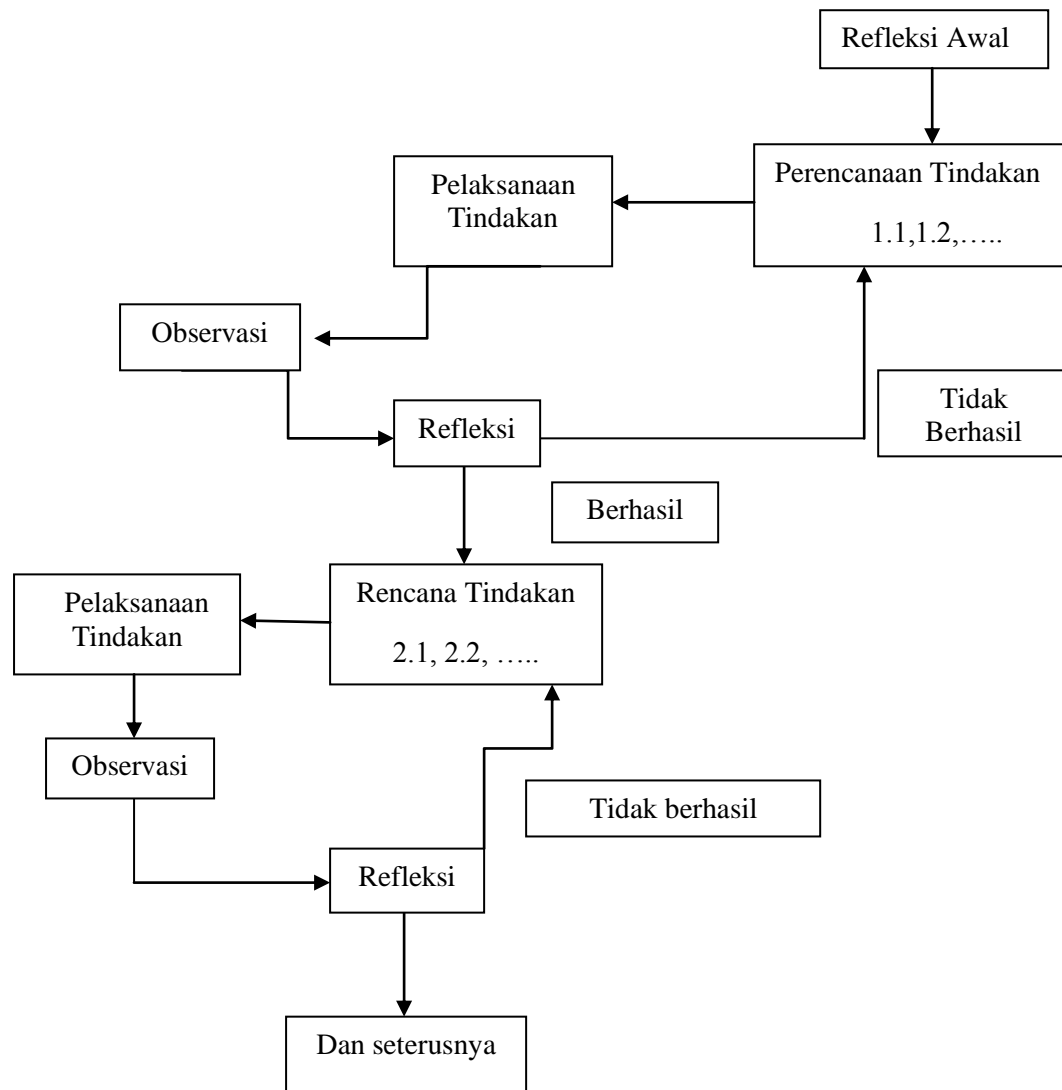 Refleksi Awal
Perencanaan Tindakan
1.1,1.2,…..
Pelaksanaan
Tindakan
Observasi
Refleksi
Tidak
Berhasil
Berhasil
Rencana Tindakan
2.1, 2.2, …..
Pelaksanaan
Tindakan
Observasi
Tidak berhasil
Refleksi
Dan seterusnya